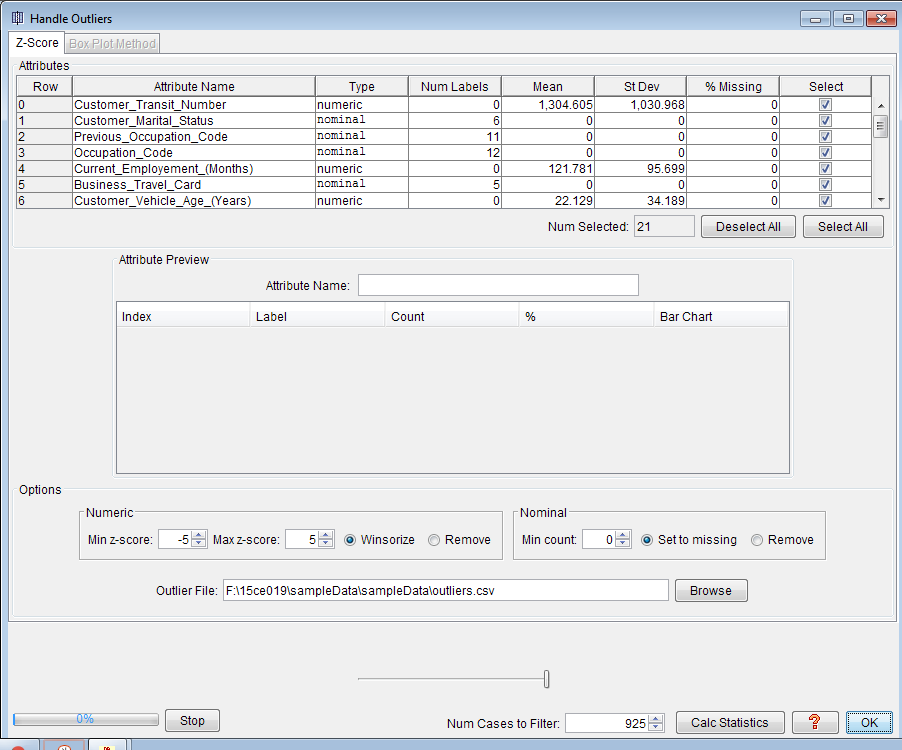 Handle Outliers
Z-Score Box Plot Method
Attributes
Row Attribute Name Type Num Labels Mean St Dev % Missing Select
0 Customer_Transit_Number numeric 0 1,304.605 1,030.968 0
1 Customer_Marital_Status nominal 6 0 0 0
2 Previous_Occupation_Code nominal 11 0 0 0
3 Occupation_Code nominal 12 0 0 0
4 Current_Employement_(Months) numeric 0 121.781 95.699 0
5 Business_Travel_Card nominal 5 0 0 0
6 Customer_Vehicle_Age_(Years) numeric 0 22.129 34.189 0
Num Selected: 21 Deselect All Select All
Attribute Preview
Attribute Name:
Index Label Count % Bar Chart
Options
Numeric Nominal
Min z-score: -5 Max z-score: 5 Winsorize Remove Min count: 0 Set to missing Remove
Outlier File: F:\15ce019\sampleData\sampleData\outliers.csv Browse
0% Stop Num Cases to Filter: 925 Calc Statistics ? OK